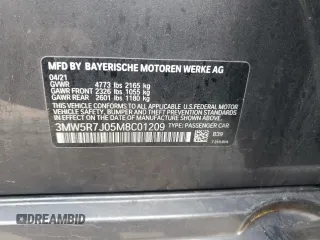 MFD BY BAYERISCHE MOTOREN WERKE AG
04/21
GVWR 4773 lbs 2165 kg
GAWR FRONT 2326 lbs 1055 kg
GAWR REAR 2601 lbs 1180 kg
THIS VEHICLE CONFORMS TO ALL APPLICABLE U.S. FEDERAL
SAFETY, BUMPER AND THEFT PREVENTION STANDARDS IN
EFFECT ON THE DATE OF MANUFACTURE SHOWN ABOVE.
3MW5R7J05M8C01209 TYPE: PASSENGER CAR
B39
DREAMBID